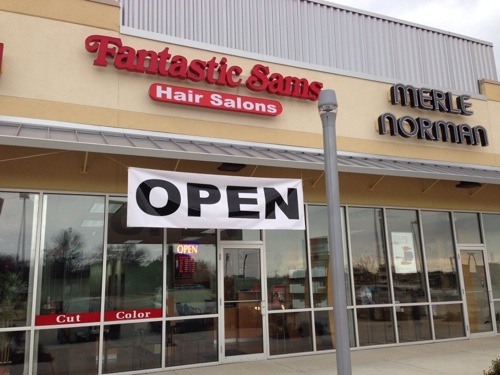 Fantastic Sams
Hair Salons
MERLE
NORMAN
OPEN
OPEN
Cut Color